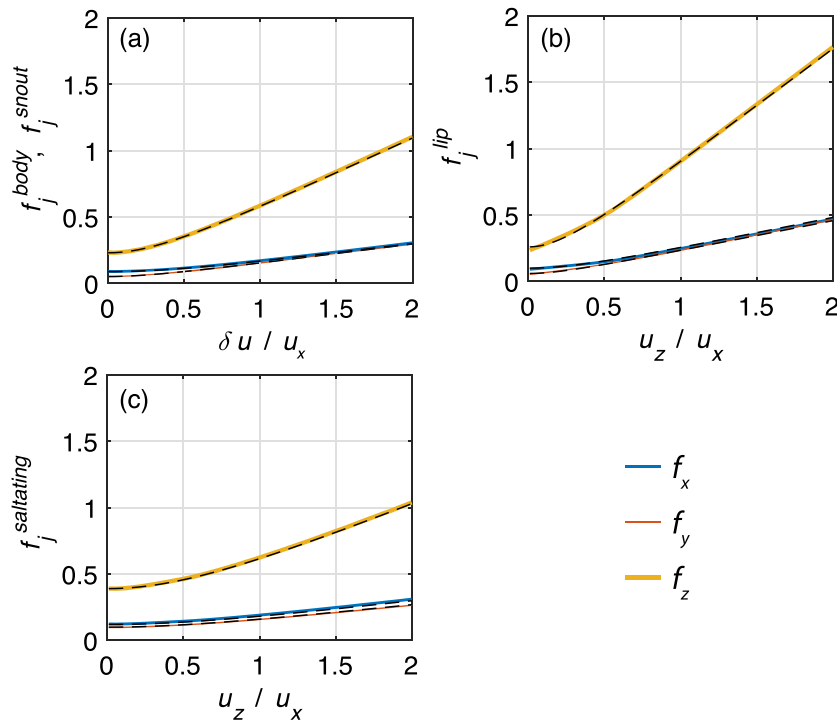 (a)
f_j^body, f_j^snout
2
1.5
1
0.5
0
0 0.5 1 1.5 2
δ u / u_x
(b)
f_j^lip
2
1.5
1
0.5
0
0 0.5 1 1.5 2
u_z / u_x
(c)
f_j^saltating
2
1.5
1
0.5
0
0 0.5 1 1.5 2
u_z / u_x
f_x
f_y
f_z